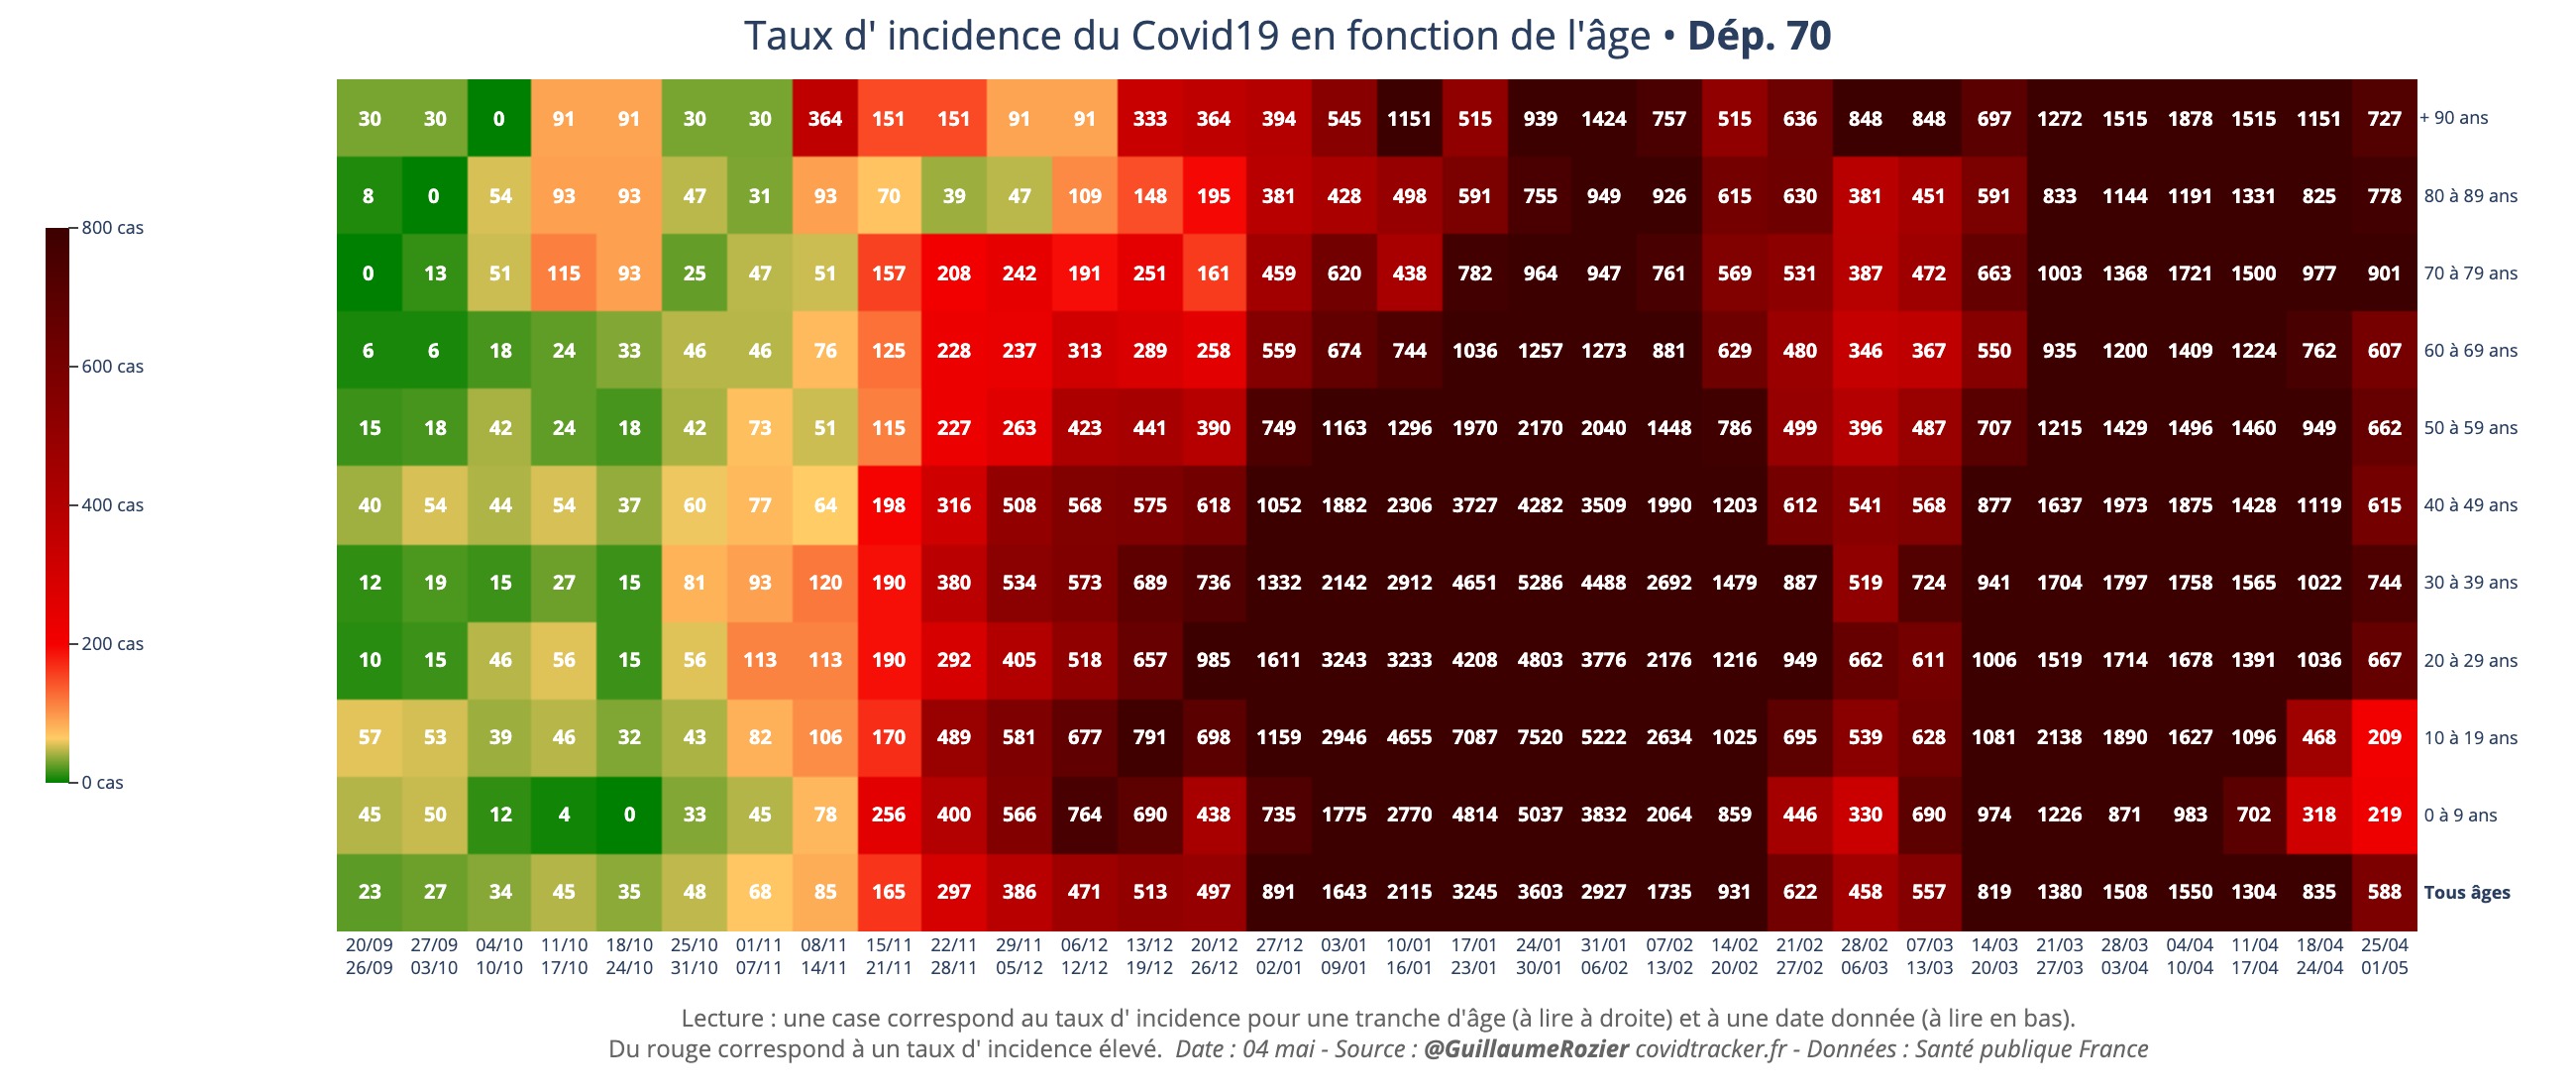 Taux d' incidence du Covid19 en fonction de l'âge • Dép. 70
800 cas
600 cas
400 cas
200 cas
0 cas
30 30 0 91 91 30 30 364 151 151 91 91 333 364 394 545 1151 515 939 1424 757 515 636 848 848 697 1272 1515 1878 1515 1151 727 + 90 ans
8 0 54 93 93 47 31 93 70 39 47 109 148 195 381 428 498 591 755 949 926 615 630 381 451 591 833 1144 1191 1331 825 778 80 à 89 ans
0 13 51 115 93 25 47 51 157 208 242 191 251 161 459 620 438 782 964 947 761 569 531 387 472 663 1003 1368 1721 1500 977 901 70 à 79 ans
6 6 18 24 33 46 46 76 125 228 237 313 289 258 559 674 744 1036 1257 1273 881 629 480 346 367 550 935 1200 1409 1224 762 607 60 à 69 ans
15 18 42 24 18 42 73 51 115 227 263 423 441 390 749 1163 1296 1970 2170 2040 1448 786 499 396 487 707 1215 1429 1496 1460 949 662 50 à 59 ans
40 54 44 54 37 60 77 64 198 316 508 568 575 618 1052 1882 2306 3727 4282 3509 1990 1203 612 541 568 877 1637 1973 1875 1428 1119 615 40 à 49 ans
12 19 15 27 15 81 93 120 190 380 534 573 689 736 1332 2142 2912 4651 5286 4488 2692 1479 887 519 724 941 1704 1797 1758 1565 1022 744 30 à 39 ans
10 15 46 56 15 56 113 113 190 292 405 518 657 985 1611 3243 3233 4208 4803 3776 2176 1216 949 662 611 1006 1519 1714 1678 1391 1036 667 20 à 29 ans
57 53 39 46 32 43 82 106 170 489 581 677 791 698 1159 2946 4655 7087 7520 5222 2634 1025 695 539 628 1081 2138 1890 1627 1096 468 209 10 à 19 ans
45 50 12 4 0 33 45 78 256 400 566 764 690 438 735 1775 2770 4814 5037 3832 2064 859 446 330 690 974 1226 871 983 702 318 219 0 à 9 ans
23 27 34 45 35 48 68 85 165 297 386 471 513 497 891 1643 2115 3245 3603 2927 1735 931 622 458 557 819 1380 1508 1550 1304 835 588 Tous âges
20/09 27/09 04/10 11/10 18/10 25/10 01/11 08/11 15/11 22/11 29/11 06/12 13/12 20/12 27/12 03/01 10/01 17/01 24/01 31/01 07/02 14/02 21/02 28/02 07/03 14/03 21/03 28/03 04/04 11/04 18/04 25/04
26/09 03/10 10/10 17/10 24/10 31/10 07/11 14/11 21/11 28/11 05/12 12/12 19/12 26/12 02/01 09/01 16/01 23/01 30/01 06/02 13/02 20/02 27/02 06/03 13/03 20/03 27/03 03/04 10/04 17/04 24/04 01/05
Lecture : une case correspond au taux d' incidence pour une tranche d'âge (à lire à droite) et à une date donnée (à lire en bas).
Du rouge correspond à un taux d' incidence élevé. Date : 04 mai - Source : @GuillaumeRozier covidtracker.fr - Données : Santé publique France